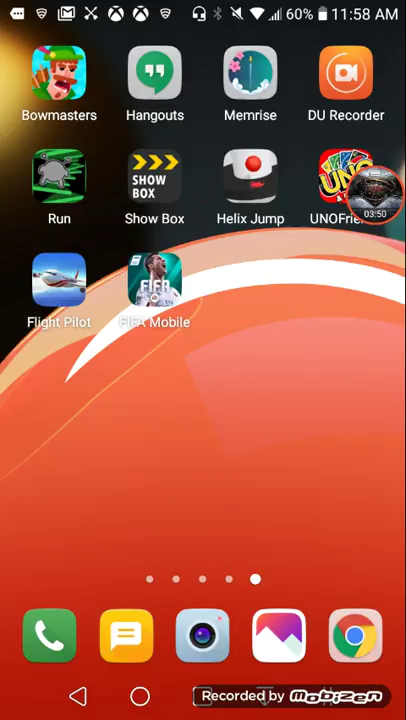 60% 11:58 AM
Bowmasters Hangouts Memrise DU Recorder
SHOW
BOX
UNO
03:50
Run Show Box Helix Jump UNOFrie
FIFA
Flight Pilot FIFA Mobile
Recorded by Mobizen